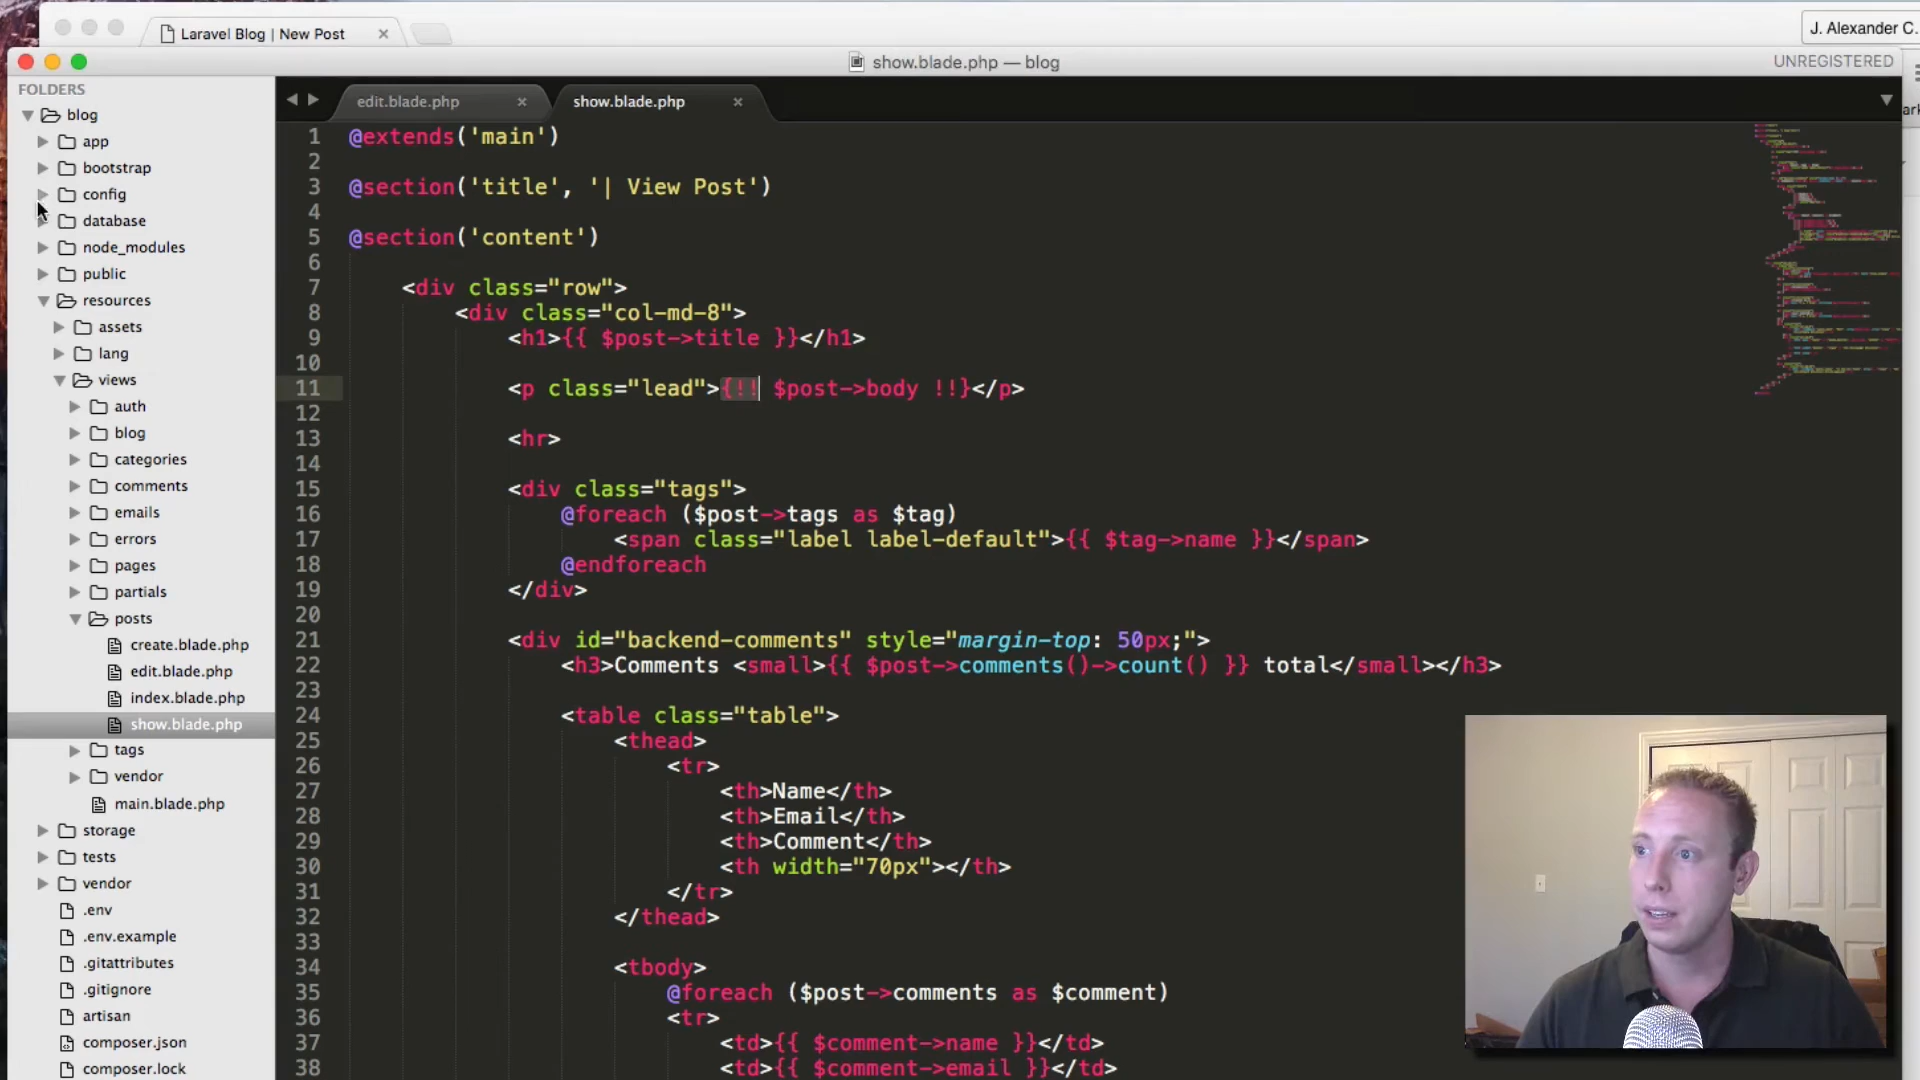 Laravel Blog | New Post
J. Alexander C.
show.blade.php — blog
UNREGISTERED
FOLDERS
blog
app
bootstrap
config
database
node_modules
public
resources
assets
lang
views
auth
blog
categories
comments
emails
errors
pages
partials
posts
create.blade.php
edit.blade.php
index.blade.php
show.blade.php
tags
vendor
main.blade.php
storage
tests
vendor
.env
.env.example
.gitattributes
.gitignore
artisan
composer.json
composer.lock
edit.blade.php
show.blade.php
1 @extends('main')
2
3 @section('title', '| View Post')
4
5 @section('content')
6
7 <div class="row">
8 <div class="col-md-8">
9 <h1>{{ $post->title }}</h1>
10
11 <p class="lead">{!! $post->body !!}</p>
12
13 <hr>
14
15 <div class="tags">
16 @foreach ($post->tags as $tag)
17 <span class="label label-default">{{ $tag->name }}</span>
18 @endforeach
19 </div>
20
21 <div id="backend-comments" style="margin-top: 50px;">
22 <h3>Comments <small>{{ $post->comments()->count() }} total</small></h3>
23
24 <table class="table">
25 <thead>
26 <tr>
27 <th>Name</th>
28 <th>Email</th>
29 <th>Comment</th>
30 <th width="70px"></th>
31 </tr>
32 </thead>
33
34 <tbody>
35 @foreach ($post->comments as $comment)
36 <tr>
37 <td>{{ $comment->name }}</td>
38 <td>{{ $comment->email }}</td>